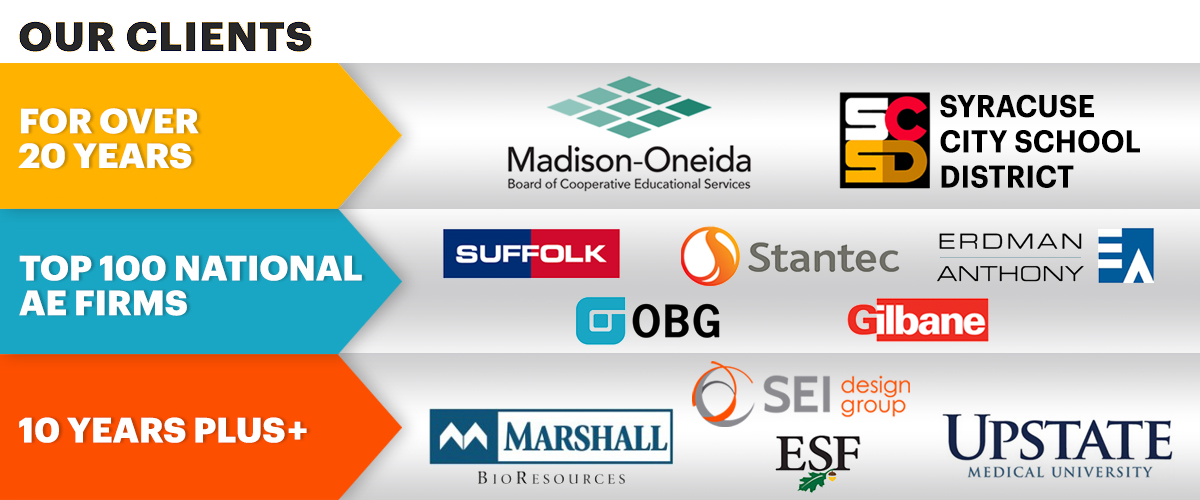 OUR CLIENTS
FOR OVER
20 YEARS
Madison-Oneida
Board of Cooperative Educational Services
SC
SD
SYRACUSE
CITY SCHOOL
DISTRICT
TOP 100 NATIONAL
AE FIRMS
SUFFOLK
Stantec
ERDMAN
ANTHONY
EA
OBG
Gilbane
10 YEARS PLUS+
SEI design
group
MARSHALL
BIORESOURCES
ESF
UPSTATE
MEDICAL UNIVERSITY